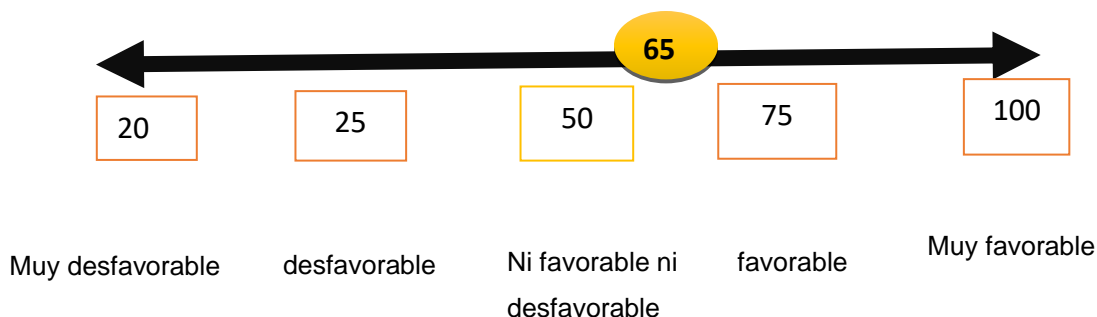 65
20
25
50
75
100
Muy desfavorable
desfavorable
Ni favorable ni
desfavorable
favorable
Muy favorable